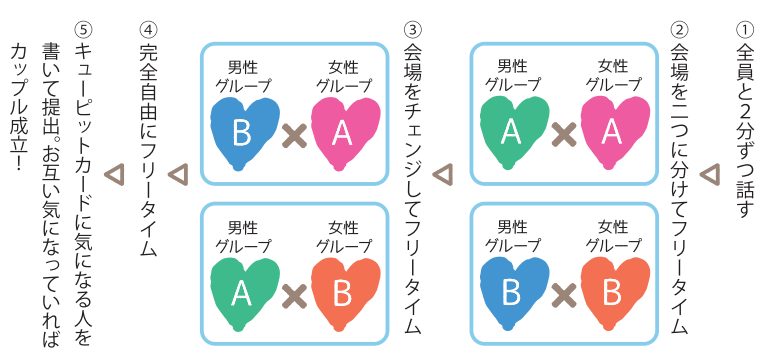 ①全員と2分ずつ話す
②会場を二つに分けてフリータイム
男性
グループ
女性
グループ
A
A
男性
グループ
女性
グループ
B
B
③会場をチェンジしてフリータイム
男性
グループ
女性
グループ
B
A
男性
グループ
女性
グループ
A
B
④完全自由にフリータイム
⑤キューピットカードに気になる人を
書いて提出。お互い気になっていれば
カップル成立！